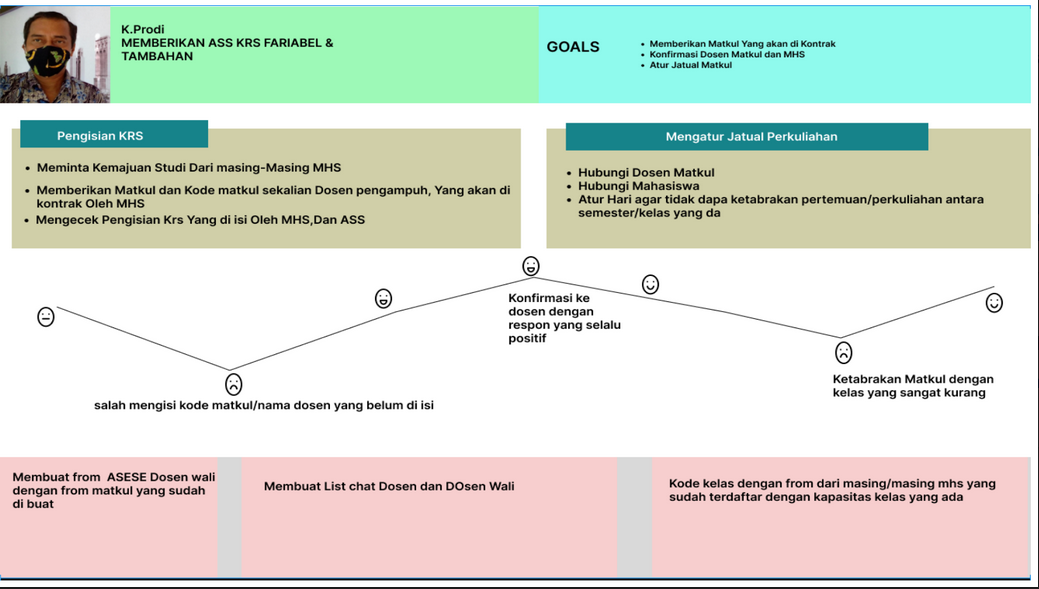 K.Prodi
MEMBERIKAN ASS KRS FARIABEL &
TAMBAHAN
GOALS
• Memberikan Matkul Yang akan di Kontrak
• Konfirmasi Dosen Matkul dan MHS
• Atur Jatual Matkul
Pengisian KRS
• Meminta Kemajuan Studi Dari masing-Masing MHS
• Memberikan Matkul dan Kode matkul sekalian Dosen pengampuh, Yang akan di
kontrak Oleh MHS
• Mengecek Pengisian Krs Yang di isi Oleh MHS,Dan ASS
Mengatur Jatual Perkuliahan
• Hubungi Dosen Matkul
• Hubungi Mahasiswa
• Atur Hari agar tidak dapa ketabrakan pertemuan/perkuliahan antara
semester/kelas yang da
Konfirmasi ke
dosen dengan
respon yang selalu
positif
salah mengisi kode matkul/nama dosen yang belum di isi
Ketabrakan Matkul dengan
kelas yang sangat kurang
Membuat from ASESE Dosen wali
dengan from matkul yang sudah
di buat
Membuat List chat Dosen dan DOsen Wali
Kode kelas dengan from dari masing/masing mhs yang
sudah terdaftar dengan kapasitas kelas yang ada